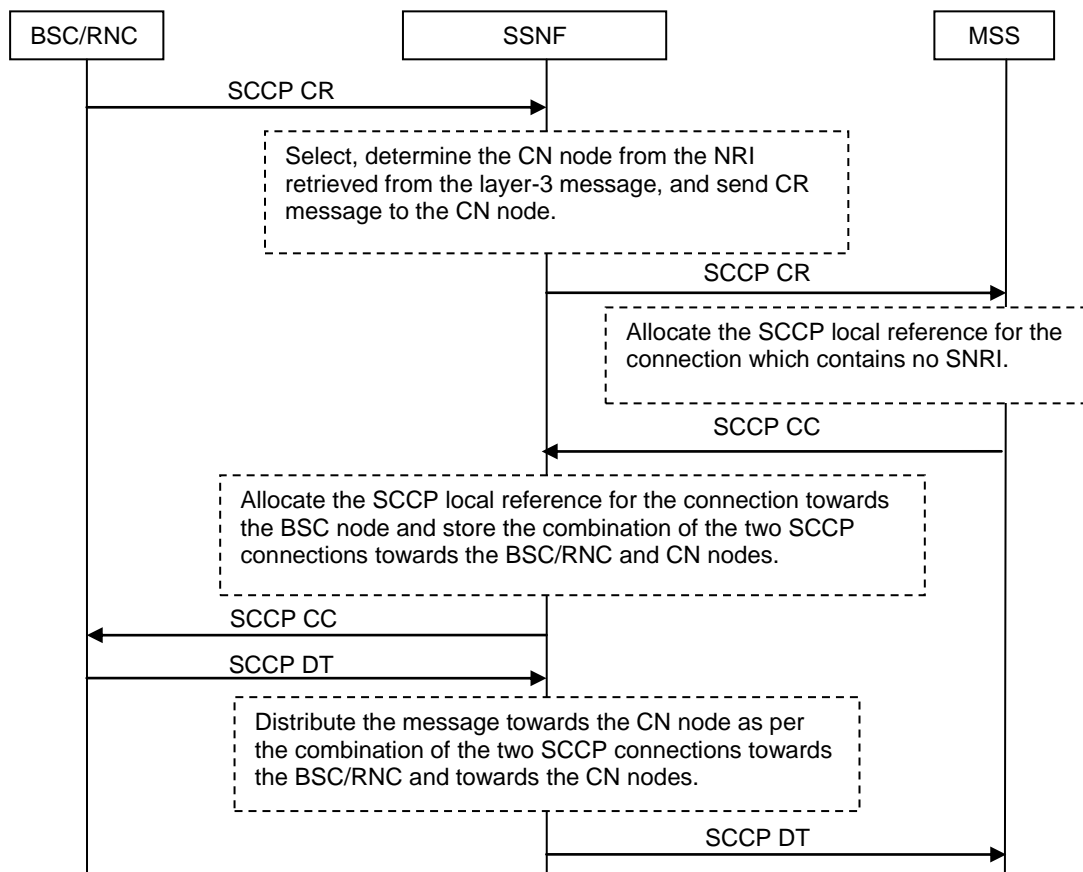 BSC/RNC
SSNF
MSS
SCCP CR
Select, determine the CN node from the NRI
retrieved from the layer-3 message, and send CR
message to the CN node.
SCCP CR
Allocate the SCCP local reference for the
connection which contains no SNRI.
SCCP CC
Allocate the SCCP local reference for the connection towards
the BSC node and store the combination of the two SCCP
connections towards the BSC/RNC and CN nodes.
SCCP CC
SCCP DT
Distribute the message towards the CN node as per
the combination of the two SCCP connections towards
the BSC/RNC and towards the CN nodes.
SCCP DT